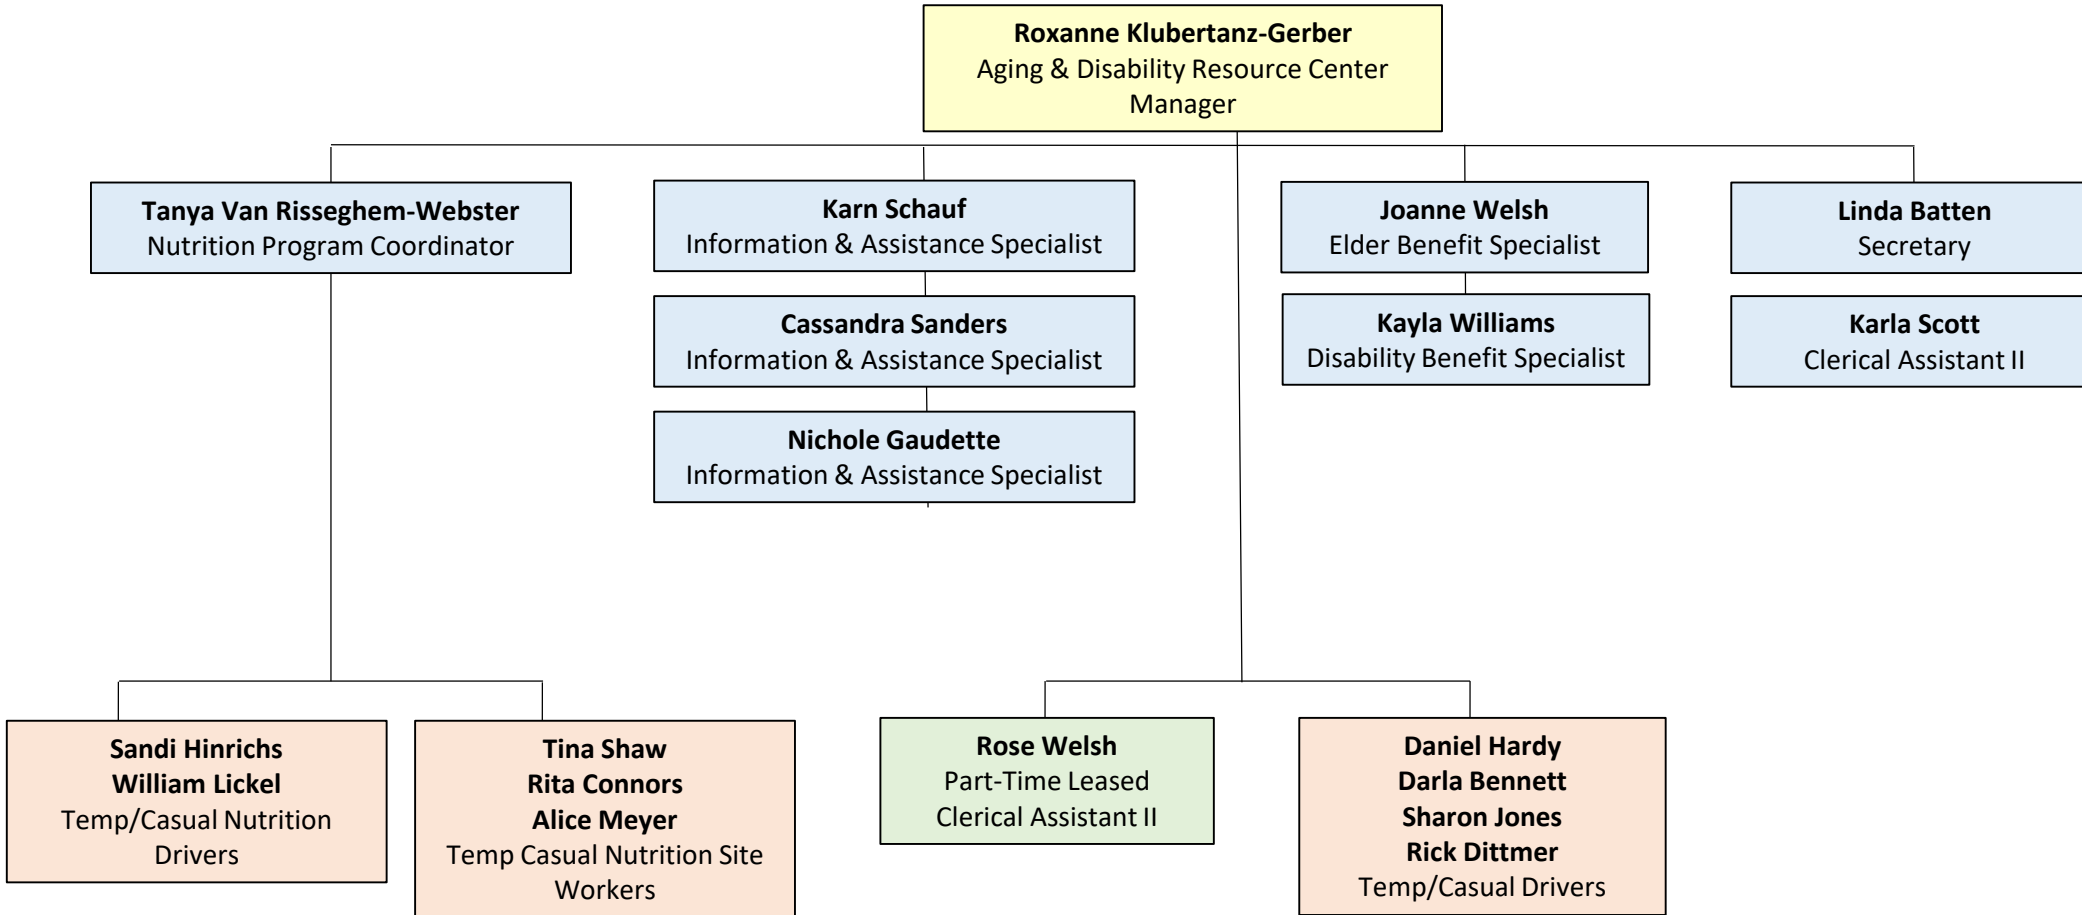 Roxanne Klubertanz-Gerber
Aging & Disability Resource Center
Manager
Tanya Van Risseghem-Webster
Nutrition Program Coordinator
Karn Schauf
Information & Assistance Specialist
Cassandra Sanders
Information & Assistance Specialist
Nichole Gaudette
Information & Assistance Specialist
Joanne Welsh
Elder Benefit Specialist
Kayla Williams
Disability Benefit Specialist
Linda Batten
Secretary
Karla Scott
Clerical Assistant II
Sandi Hinrichs
William Lickel
Temp/Casual Nutrition
Drivers
Tina Shaw
Rita Connors
Alice Meyer
Temp Casual Nutrition Site
Workers
Rose Welsh
Part-Time Leased
Clerical Assistant II
Daniel Hardy
Darla Bennett
Sharon Jones
Rick Dittmer
Temp/Casual Drivers